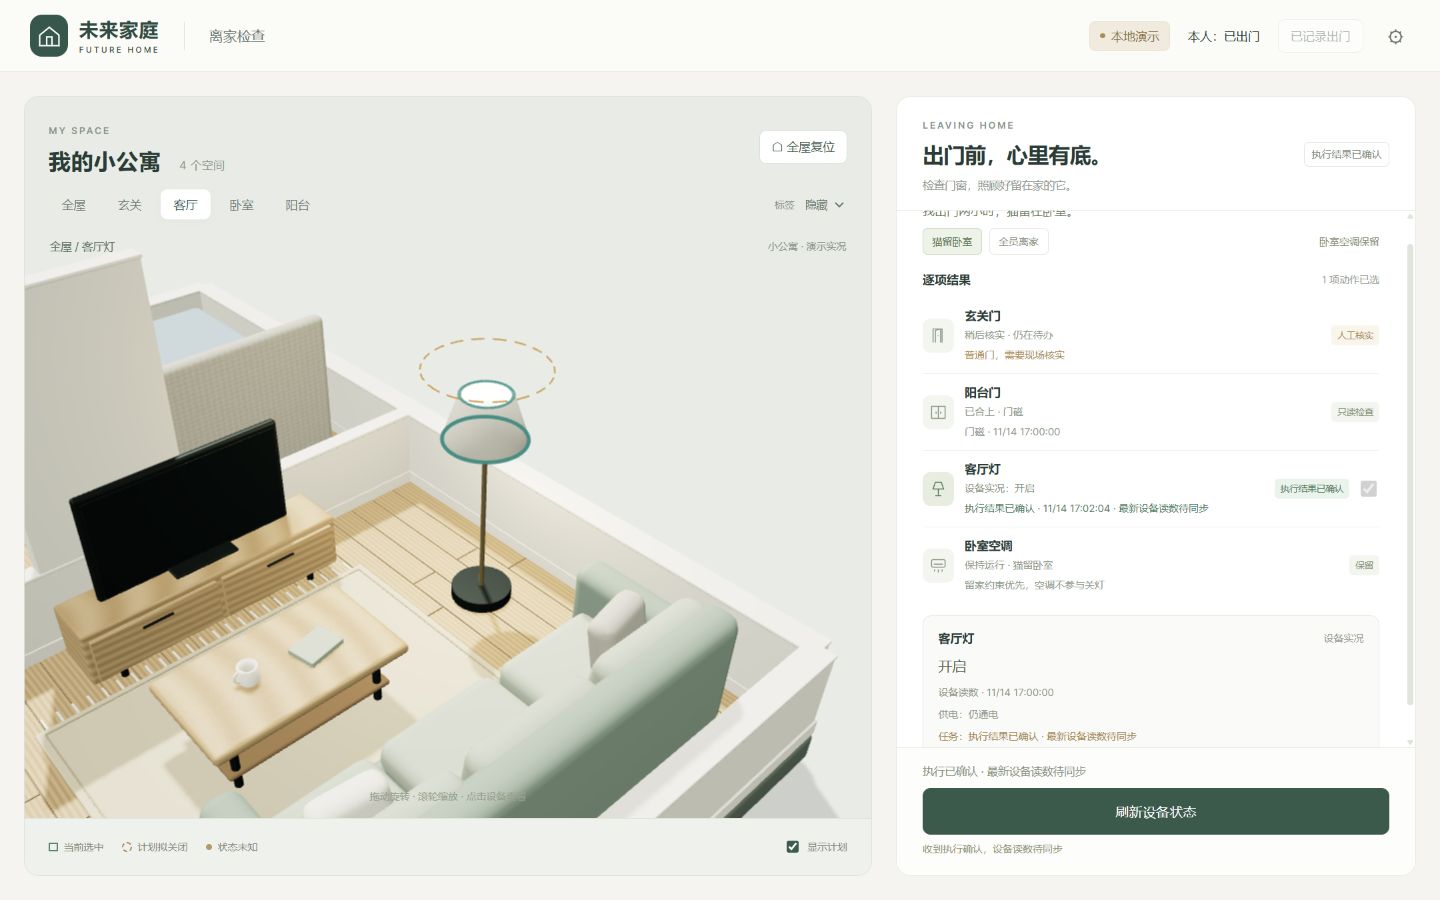 未来家庭
FUTURE HOME
离家检查
本地演示
本人：已出门
已记录出门
MY SPACE
我的小公寓
4 个空间
全屋复位
全屋
玄关
客厅
卧室
阳台
标签
隐藏
全屋 / 客厅灯
小公寓 · 演示实况
拖动旋转 · 滚轮缩放 · 点击设备
当前选中
计划拟关闭
状态未知
显示计划
LEAVING HOME
出门前，心里有底。
执行结果已确认
检查门窗，照顾好留在家的它。
我出门两小时，猫留在卧室。
猫留卧室
全员离家
卧室空调保留
逐项结果
1 项动作已选
玄关门
稍后核实 · 仍在待办
普通门，需要现场核实
人工核实
阳台门
已合上 · 门磁
门磁 · 11/14 17:00:00
只读检查
客厅灯
设备实况：开启
执行结果已确认 · 11/14 17:02:04 · 最新设备读数待同步
执行结果已确认
卧室空调
保持运行 · 猫留卧室
留家约束优先，空调不参与关灯
保留
客厅灯
设备实况
开启
设备读数 · 11/14 17:00:00
供电：仍通电
任务：执行结果已确认 · 最新设备读数待同步
执行已确认 · 最新设备读数待同步
刷新设备状态
收到执行确认，设备读数待同步